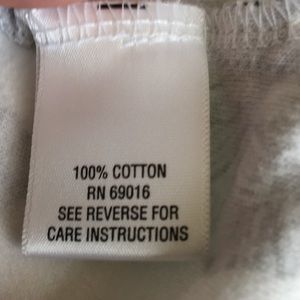 100% COTTON
RN 69016
SEE REVERSE FOR
CARE INSTRUCTIONS